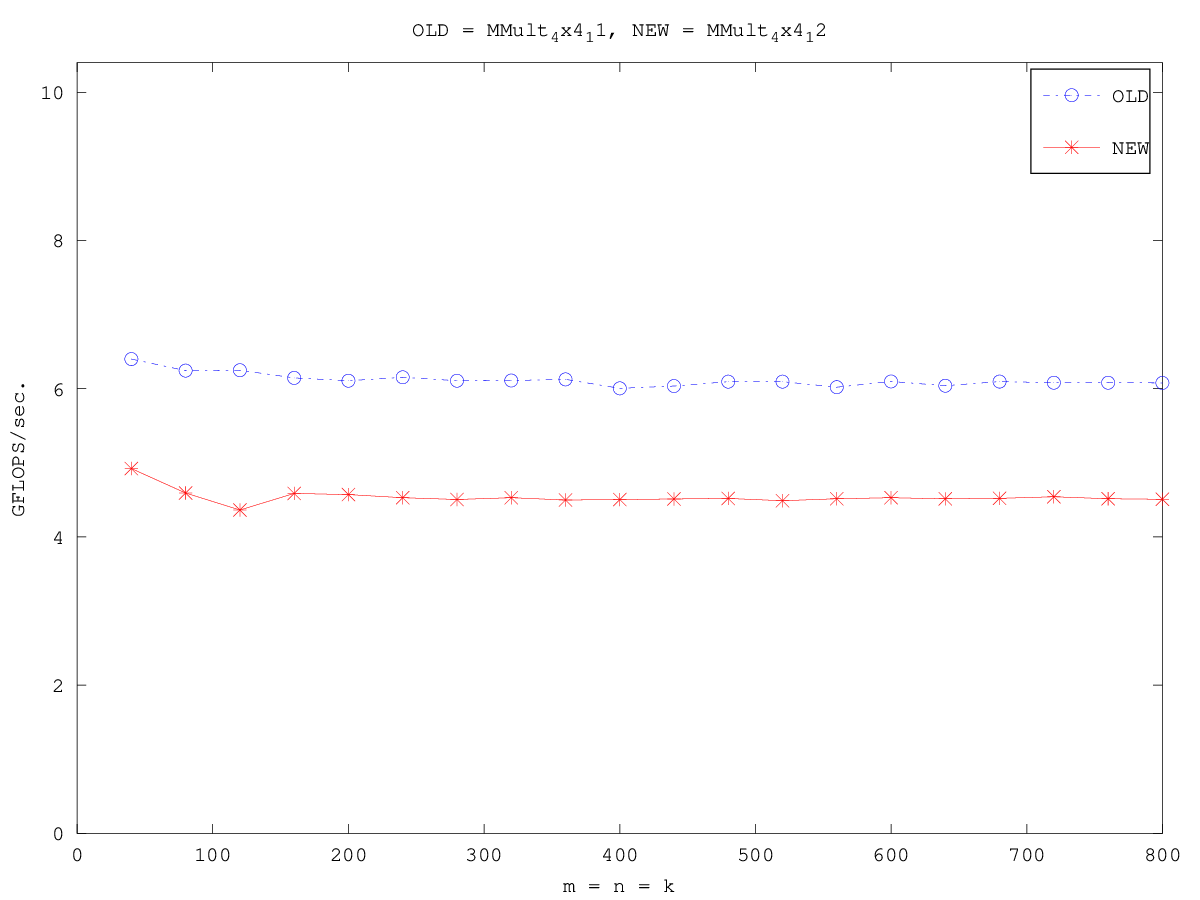 OLD = MMult₄x4₁1, NEW = MMult₄x4₁2
10
8
6
4
2
0
GFLOPS/sec.
OLD
NEW
0 100 200 300 400 500 600 700 800
m = n = k